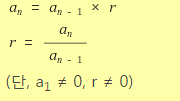 aₙ = aₙ₋₁ × r
r = aₙ / aₙ₋₁
(단, a₁ ≠ 0, r ≠ 0)